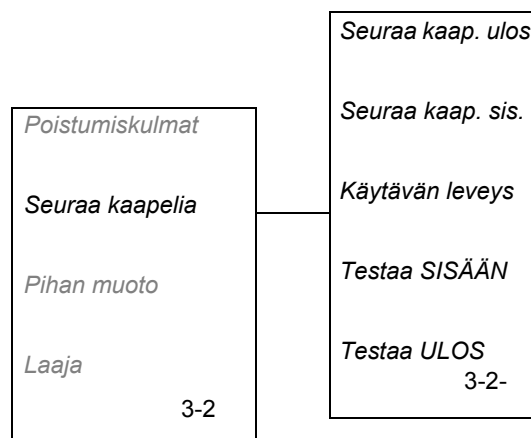 Poistumiskulmat
Seuraa kaapelia
Pihan muoto
Laaja
3-2
Seuraa kaap. ulos
Seuraa kaap. sis.
Käytävän leveys
Testaa SISÄÄN
Testaa ULOS
3-2-